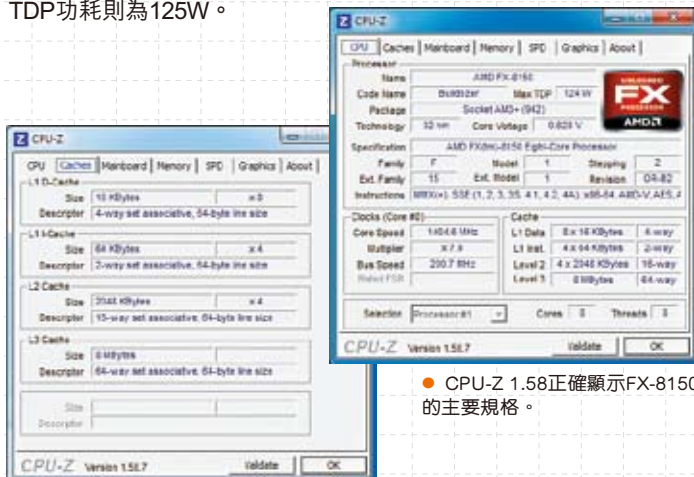 TDP功耗則為125W。
CPU-Z
CPU Caches Mainboard Memory SPD Graphics About
Processor
Name AMD FX-8150
Code Name Bulldozer Max TDP 124 W
Package Socket AM3+ (942)
Technology 32 nm Core Voltage 0.828 V
FX
PROCESSOR
AMD
Specification AMD FX(tm)-8150 Eight-Core Processor
Family F Model 1 Stepping 2
Ext. Family 15 Ext. Model 1 Revision OR-B2
Instructions
Clocks (Core #0)
Core Speed 1404.6 MHz
Multiplier x 7.0
Bus Speed 200.7 MHz
Rated FSB
Cache
L1 Data 8 x 16 KBytes 4-way
L1 Inst. 4 x 64 KBytes 2-way
Level 2 4 x 2048 KBytes 16-way
Level 3 8 MBytes 64-way
Selection Processor #1 Cores 8 Threads 8
CPU-Z Version 1.58.7 Validate OK
CPU-Z
CPU Caches Mainboard Memory SPD Graphics About
L1 D-Cache
Size 16 KBytes x 8
Descriptor 4-way set associative, 64-byte line size
L1 I-Cache
Size 64 KBytes x 4
Descriptor 2-way set associative, 64-byte line size
L2 Cache
Size 2048 KBytes x 4
Descriptor 16-way set associative, 64-byte line size
L3 Cache
Size 8 MBytes
Descriptor 64-way set associative, 64-byte line size
Size
Descriptor
CPU-Z Version 1.58.7 Validate OK
● CPU-Z 1.58正確顯示FX-8150
的主要規格。